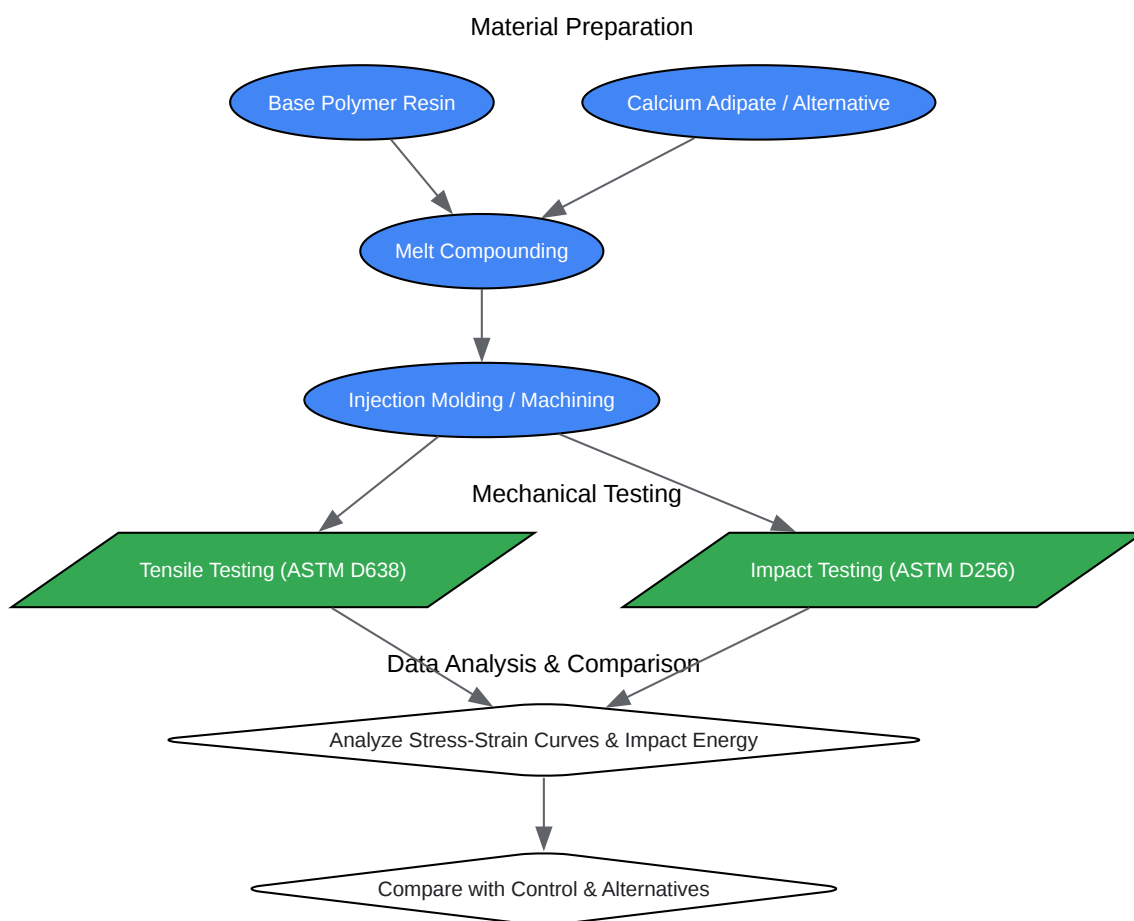 Material Preparation
Base Polymer Resin
Calcium Adipate / Alternative
Melt Compounding
Injection Molding / Machining
Mechanical Testing
Tensile Testing (ASTM D638)
Impact Testing (ASTM D256)
Data Analysis & Comparison
Analyze Stress-Strain Curves & Impact Energy
Compare with Control & Alternatives